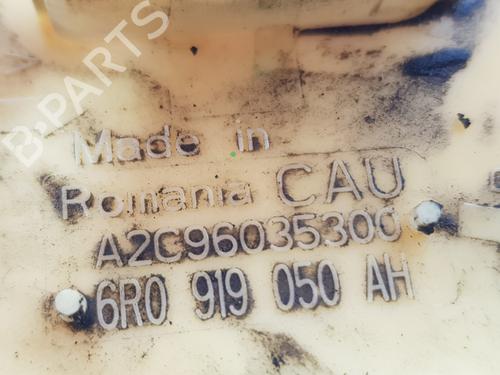 B-PARTS
Made in
Romania CAU
A2C96035300
6R0 919 050 AH